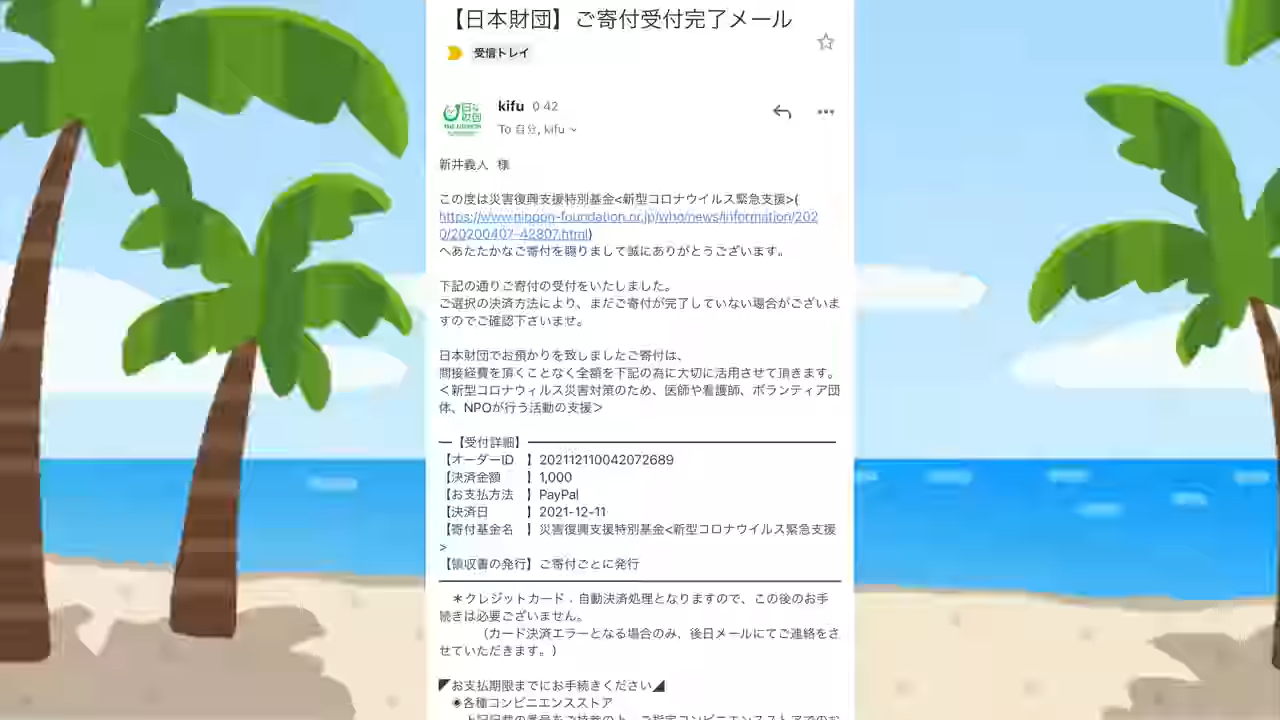 【日本財団】ご寄付受付完了メール
受信トレイ
kifu 0:42
To 自分, kifu
新井義人 様
この度は災害復興支援特別基金<新型コロナウイルス緊急支援>(
https://www.nippon-foundation.or.jp/who/news/information/202
0/20200407-42807.html)
へあたたかなご寄付を賜りまして誠にありがとうございます。
下記の通りご寄付の受付をいたしました。
ご選択の決済方法により、まだご寄付が完了していない場合がございま
すのでご確認下さいませ。
日本財団でお預かりを致しましたご寄付は、
間接経費を頂くことなく全額を下記の為に大切に活用させて頂きます。
＜新型コロナウィルス災害対策のため、医師や看護師、ボランティア団
体、NPOが行う活動の支援＞
【受付詳細】
【オーダーID 】202112110042072689
【決済金額 】1,000
【お支払方法 】PayPal
【決済日 】2021-12-11
【寄付基金名 】災害復興支援特別基金<新型コロナウイルス緊急支援
>
【領収書の発行】ご寄付ごとに発行
＊クレジットカード．自動決済処理となりますので、この後のお手
続きは必要ございません。
（カード決済エラーとなる場合のみ、後日メールにてご連絡をさ
せていただきます。）
◤お支払期限までにお手続きください◢
◉各種コンビニエンスストア